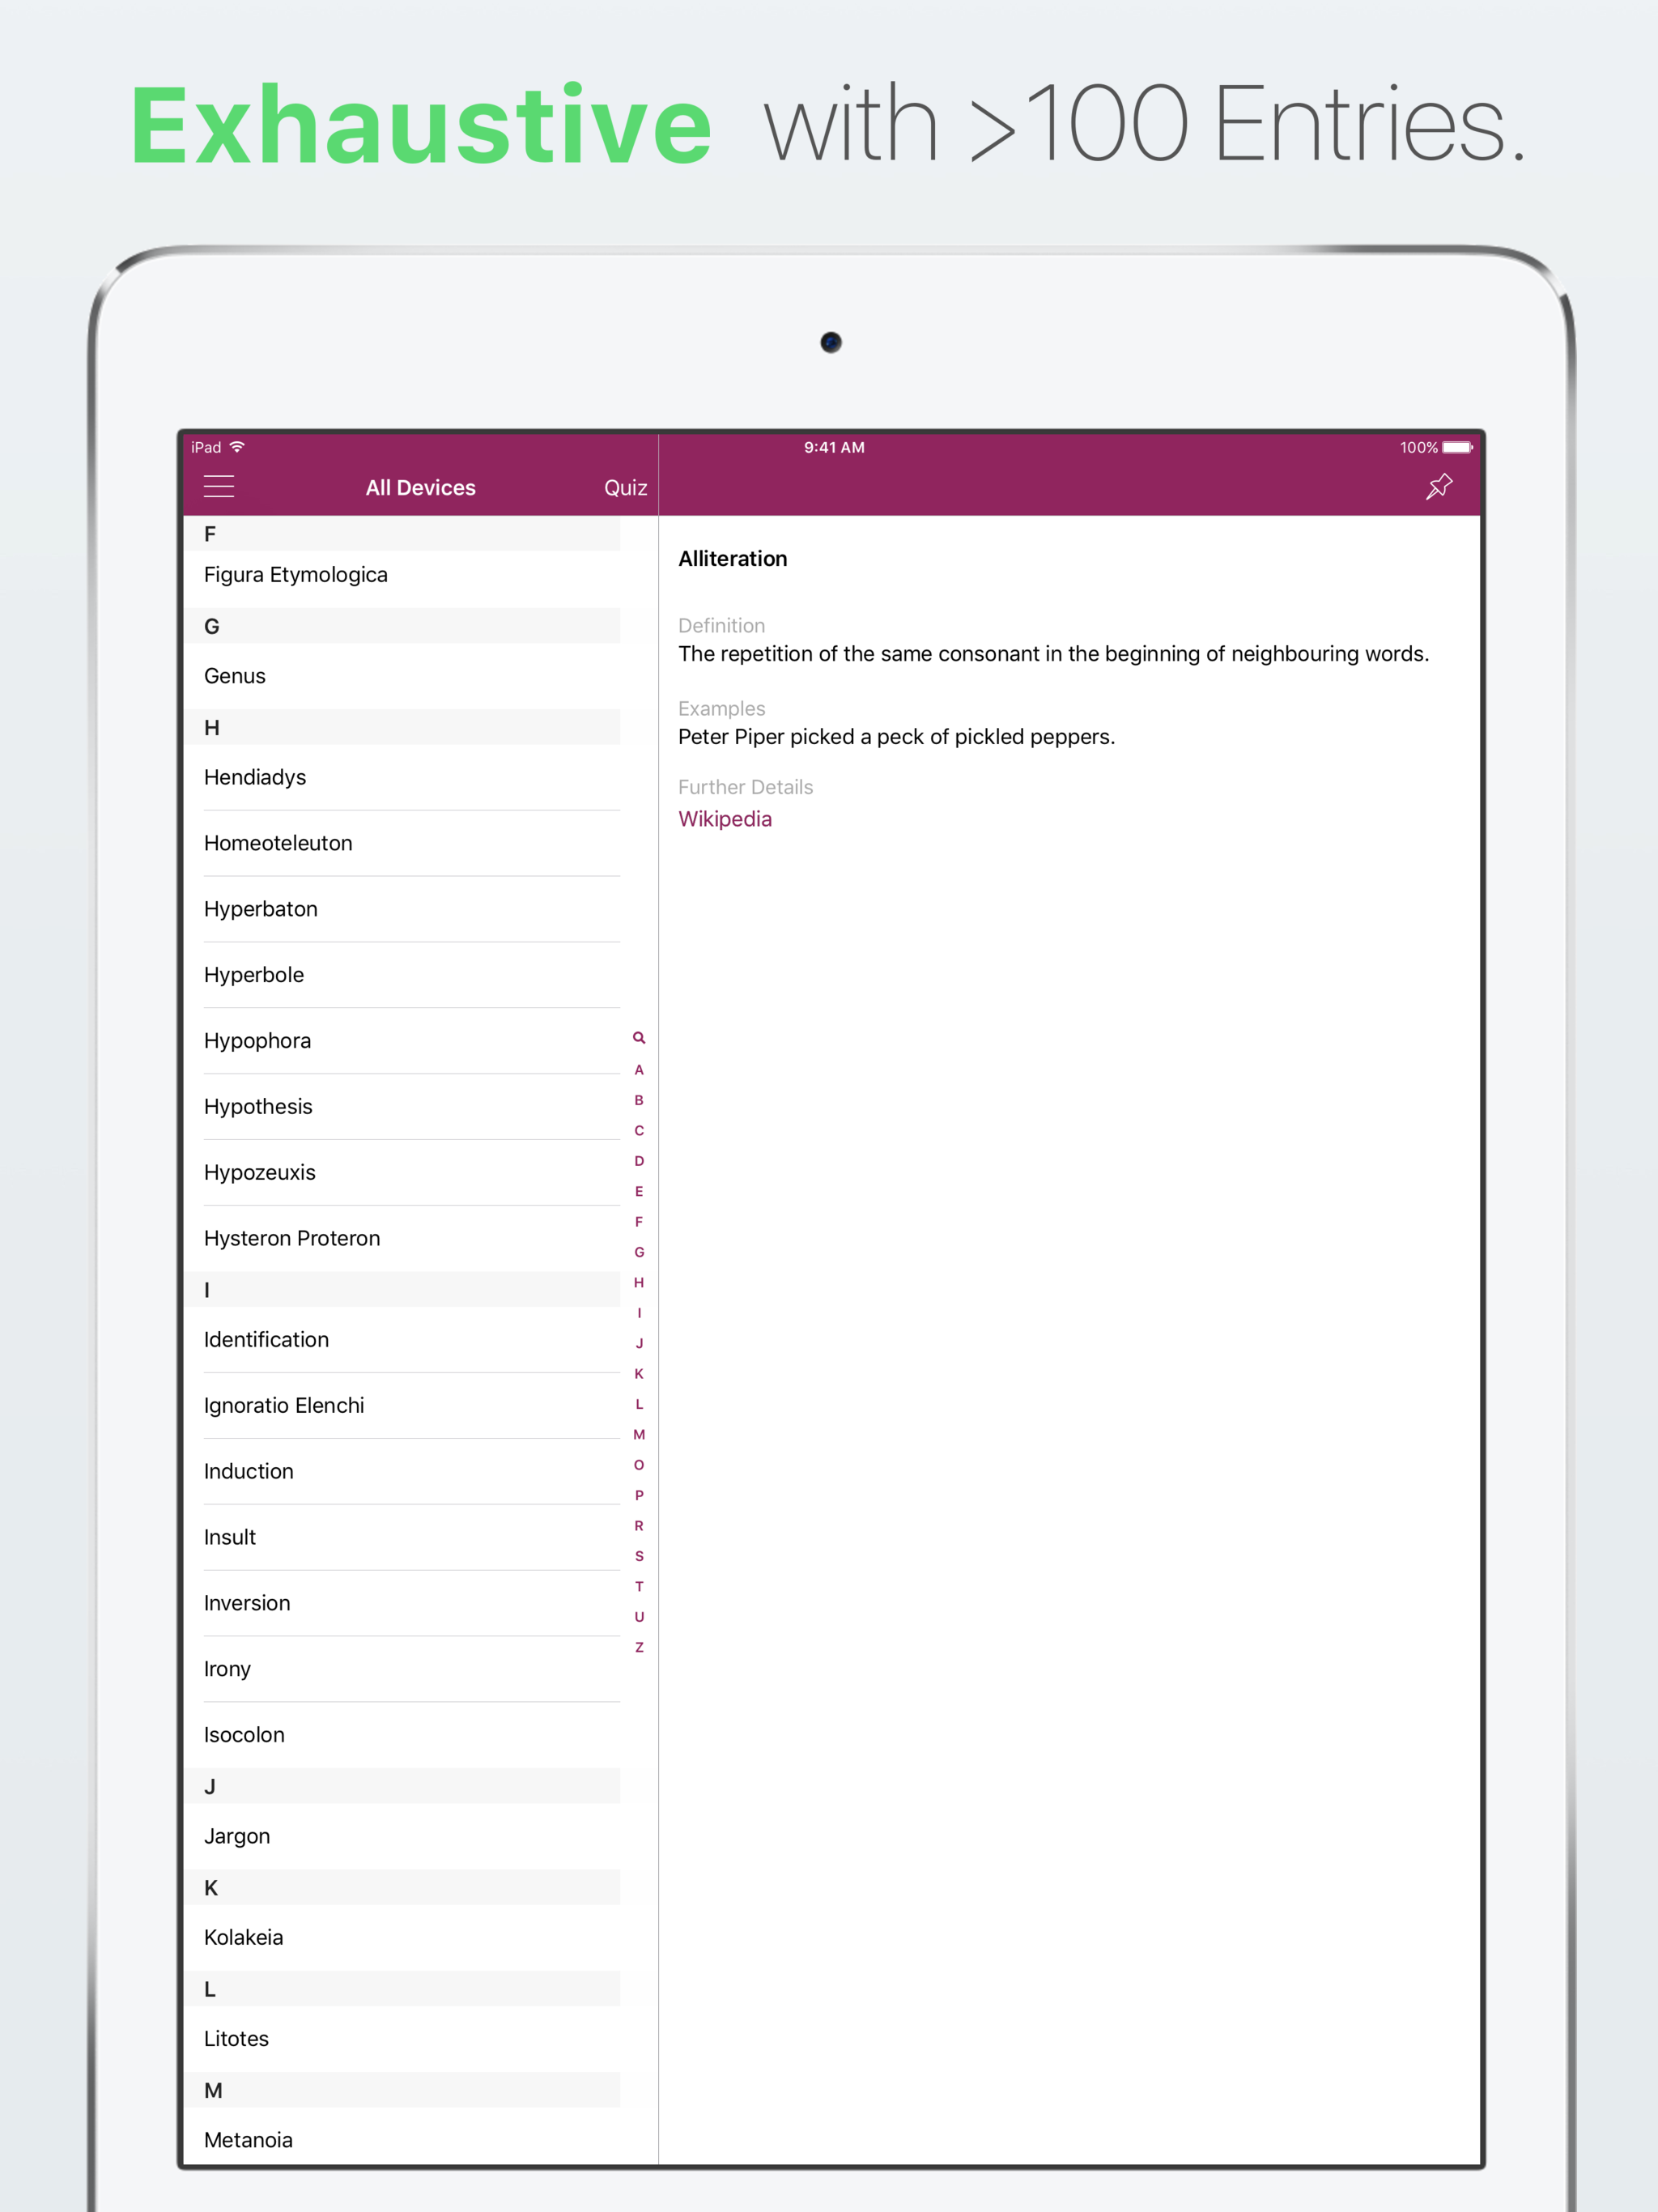 Exhaustive with >100 Entries.
iPad 9:41 AM 100%
All Devices Quiz
F
Figura Etymologica
G
Genus
H
Hendiadys
Homeoteleuton
Hyperbaton
Hyperbole
Hypophora
Hypothesis
Hypozeuxis
Hysteron Proteron
I
Identification
Ignoratio Elenchi
Induction
Insult
Inversion
Irony
Isocolon
J
Jargon
K
Kolakeia
L
Litotes
M
Metanoia
A
B
C
D
E
F
G
H
I
J
K
L
M
O
P
R
S
T
U
Z
Alliteration
Definition
The repetition of the same consonant in the beginning of neighbouring words.
Examples
Peter Piper picked a peck of pickled peppers.
Further Details
Wikipedia